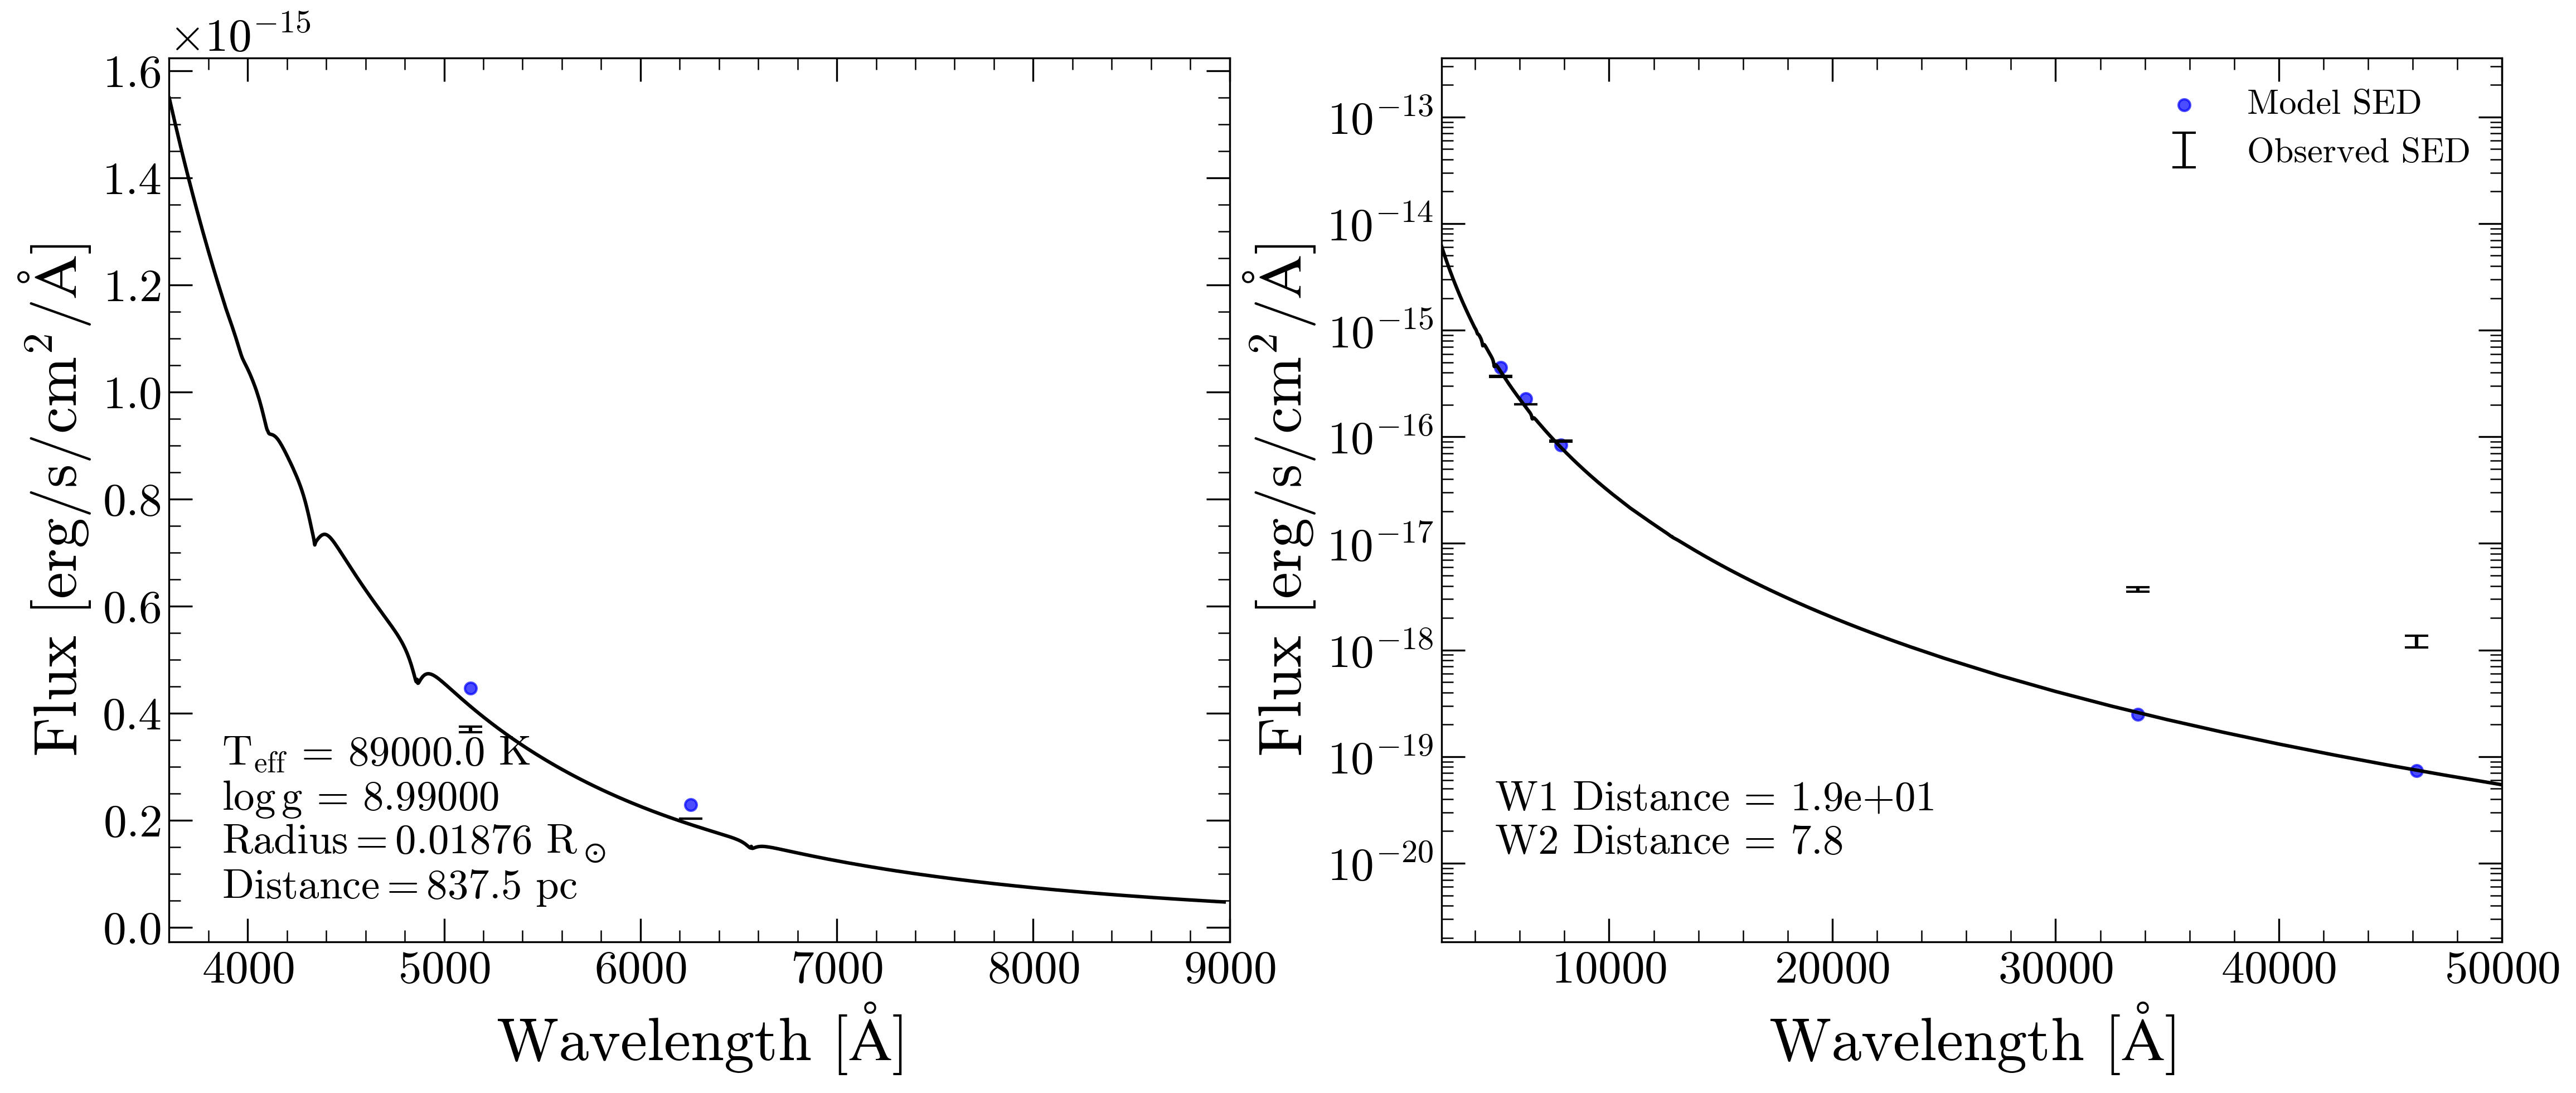 ×10⁻¹⁵
1.6
1.4
1.2
1.0
0.8
0.6
0.4
0.2
0.0
Flux [erg/s/cm²/Å]
T_eff = 89000.0 K
log g = 8.99000
Radius = 0.01876 R_⊙
Distance = 837.5 pc
4000 5000 6000 7000 8000 9000
Wavelength [Å]
10⁻¹³
10⁻¹⁴
10⁻¹⁵
10⁻¹⁶
10⁻¹⁷
10⁻¹⁸
10⁻¹⁹
10⁻²⁰
Flux [erg/s/cm²/Å]
Model SED
Observed SED
W1 Distance = 1.9e+01
W2 Distance = 7.8
10000 20000 30000 40000 50000
Wavelength [Å]